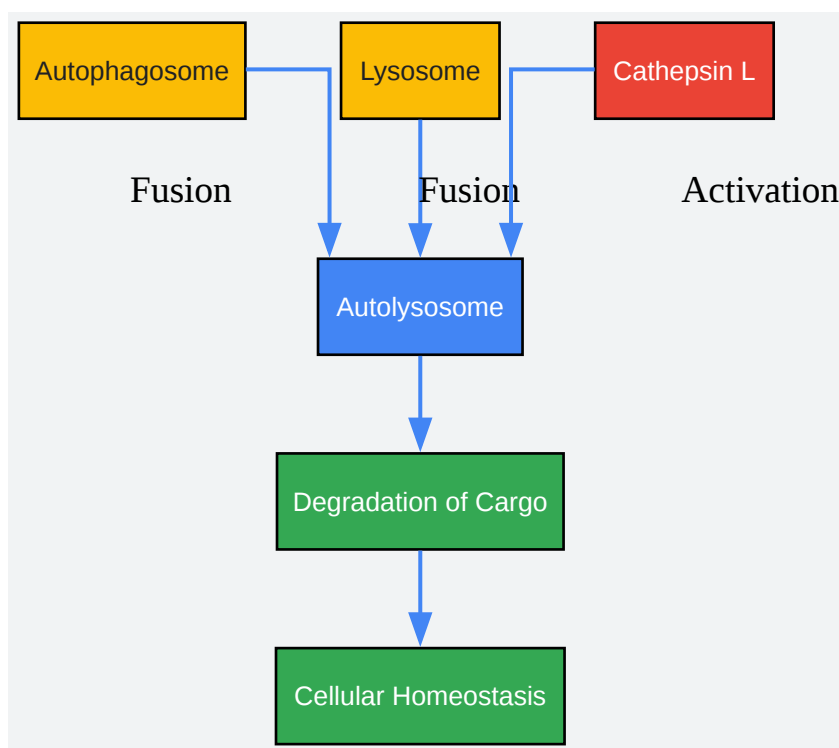 Autophagosome
Lysosome
Cathepsin L
Fusion
Fusion
Activation
Autolysosome
Degradation of Cargo
Cellular Homeostasis